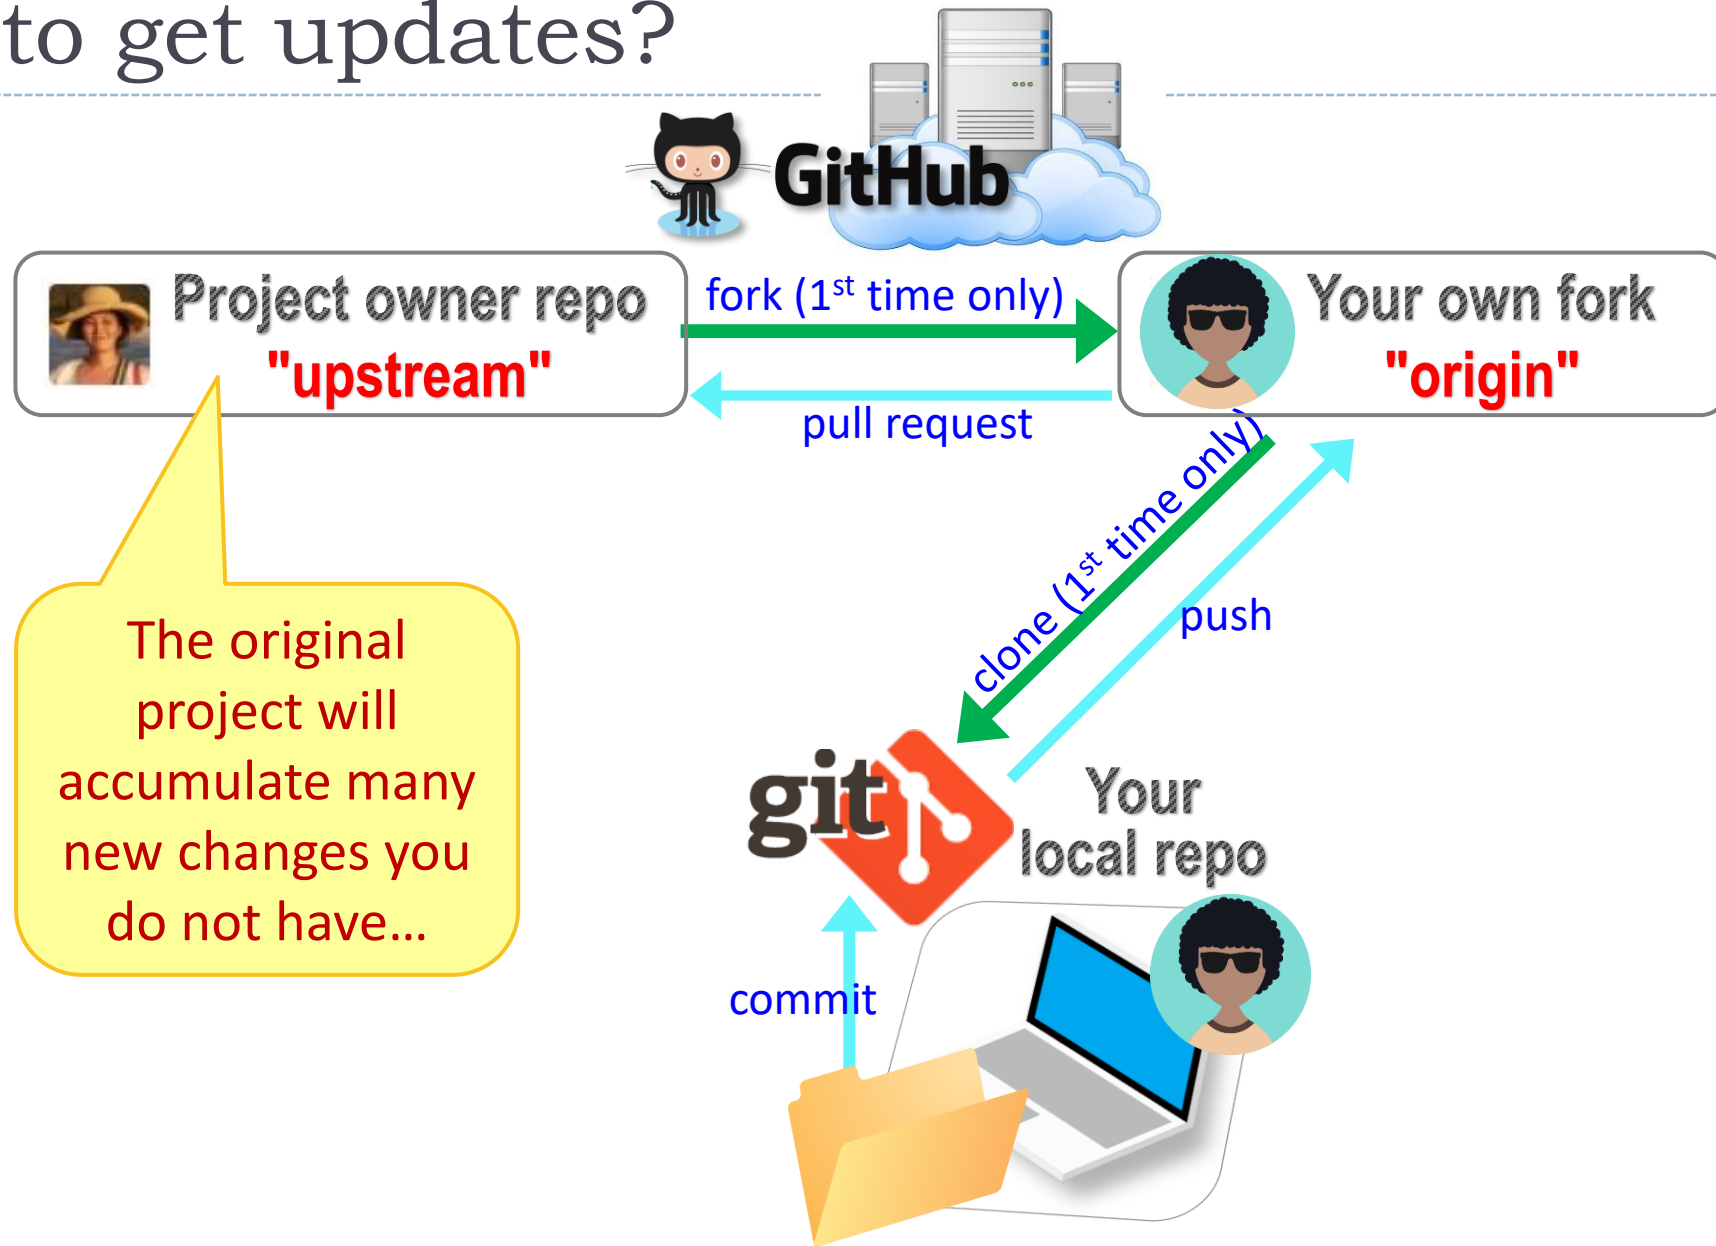 to get updates?
GitHub
Project owner repo
"upstream"
fork (1st time only)
pull request
Your own fork
"origin"
clone (1st time only)
push
The original
project will
accumulate many
new changes you
do not have…
git
Your
local repo
commit